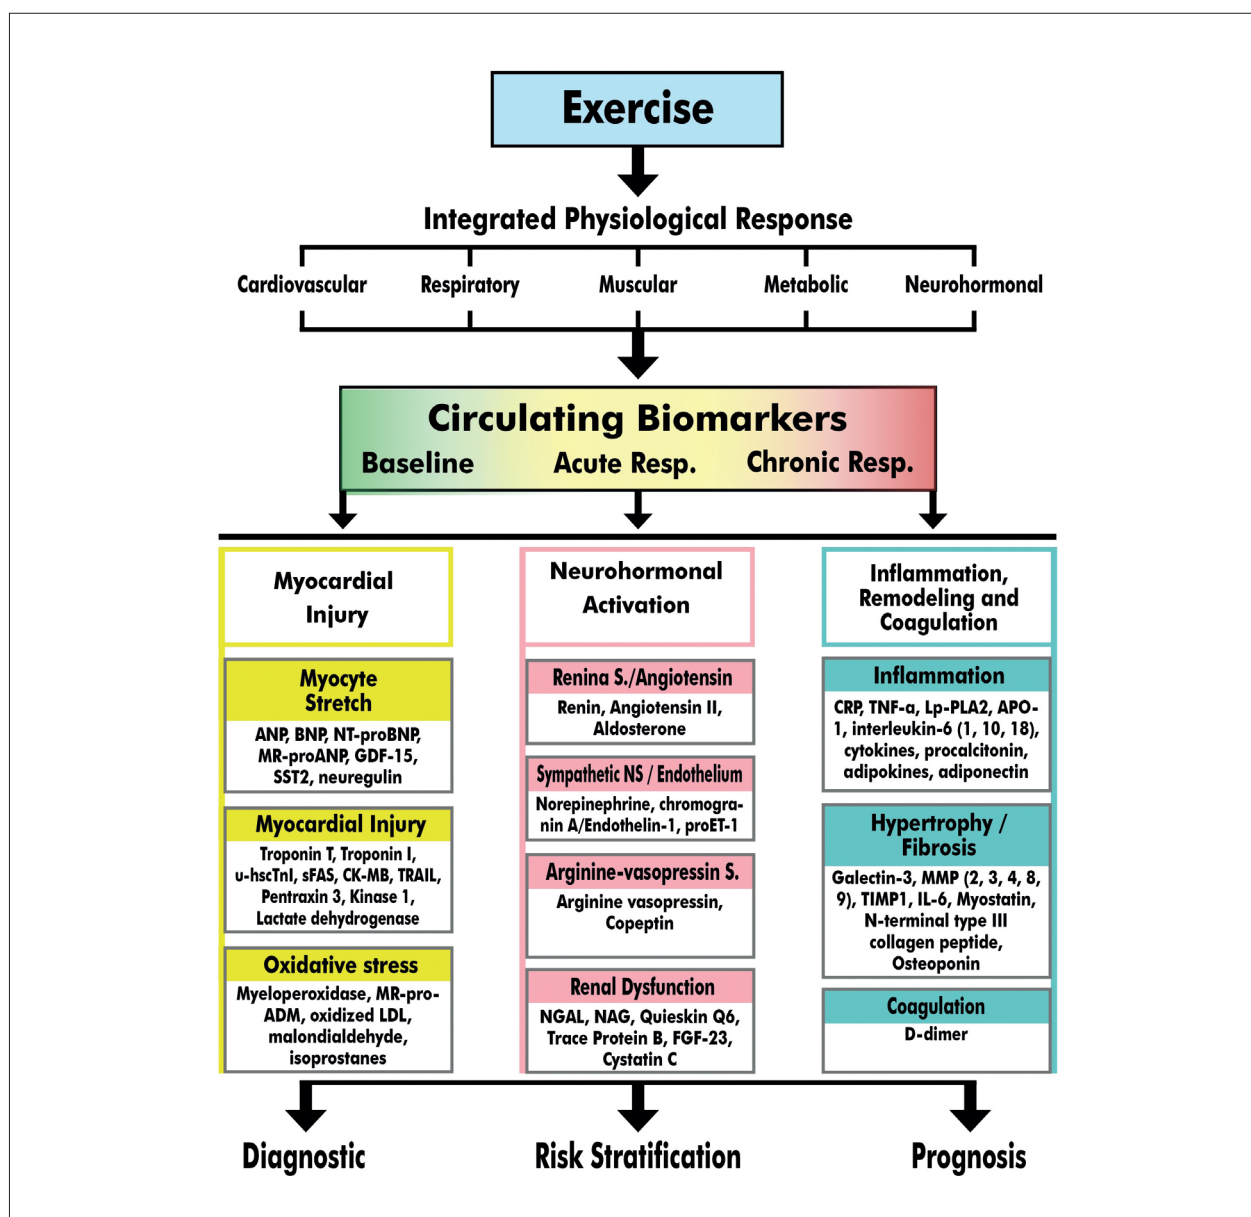 Exercise
Integrated Physiological Response
Cardiovascular Respiratory Muscular Metabolic Neurohormonal
Circulating Biomarkers
Baseline Acute Resp. Chronic Resp.
Myocardial
Injury
Myocyte
Stretch
ANP, BNP, NT-proBNP,
MR-proANP, GDF-15,
SST2, neuregulin
Myocardial Injury
Troponin T, Troponin I,
u-hscTnI, sFAS, CK-MB, TRAIL,
Pentraxin 3, Kinase 1,
Lactate dehydrogenase
Oxidative stress
Myeloperoxidase, MR-pro-
ADM, oxidized LDL,
malondialdehyde,
isoprostanes
Neurohormonal
Activation
Renina S./Angiotensin
Renin, Angiotensin II,
Aldosterone
Sympathetic NS / Endothelium
Norepinephrine, chromogra-
nin A/Endothelin-1, proET-1
Arginine-vasopressin S.
Arginine vasopressin,
Copeptin
Renal Dysfunction
NGAL, NAG, Quieskin Q6,
Trace Protein B, FGF-23,
Cystatin C
Inflammation,
Remodeling and
Coagulation
Inflammation
CRP, TNF-a, Lp-PLA2, APO-
1, interleukin-6 (1, 10, 18),
cytokines, procalcitonin,
adipokines, adiponectin
Hypertrophy /
Fibrosis
Galectin-3, MMP (2, 3, 4, 8,
9), TIMP1, IL-6, Myostatin,
N-terminal type III
collagen peptide,
Osteoponin
Coagulation
D-dimer
Diagnostic Risk Stratification Prognosis